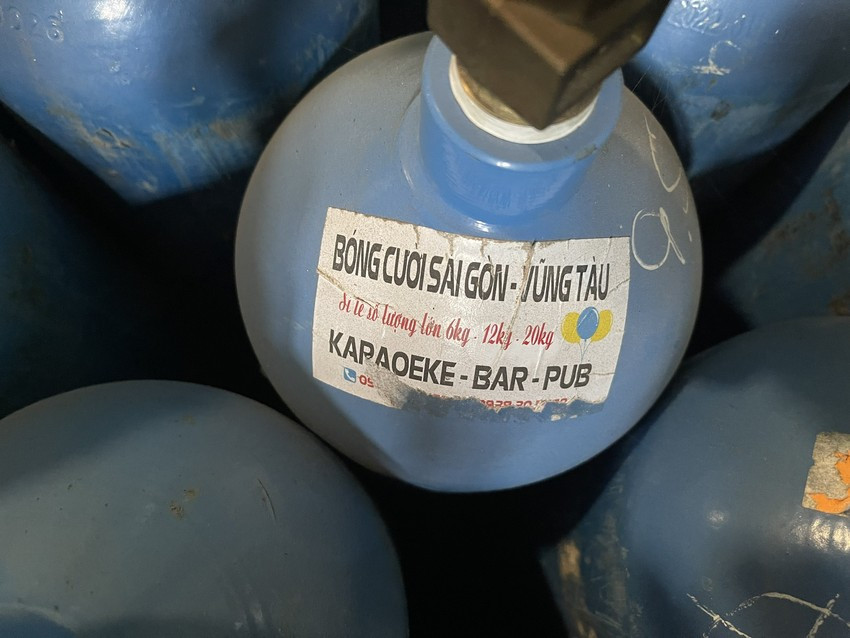 BÓNG CƯỜI SÀI GÒN - VŨNG TÀU
Sỉ lẻ số lượng lớn 6kg - 12kg - 20kg
KARAOEKE - BAR - PUB